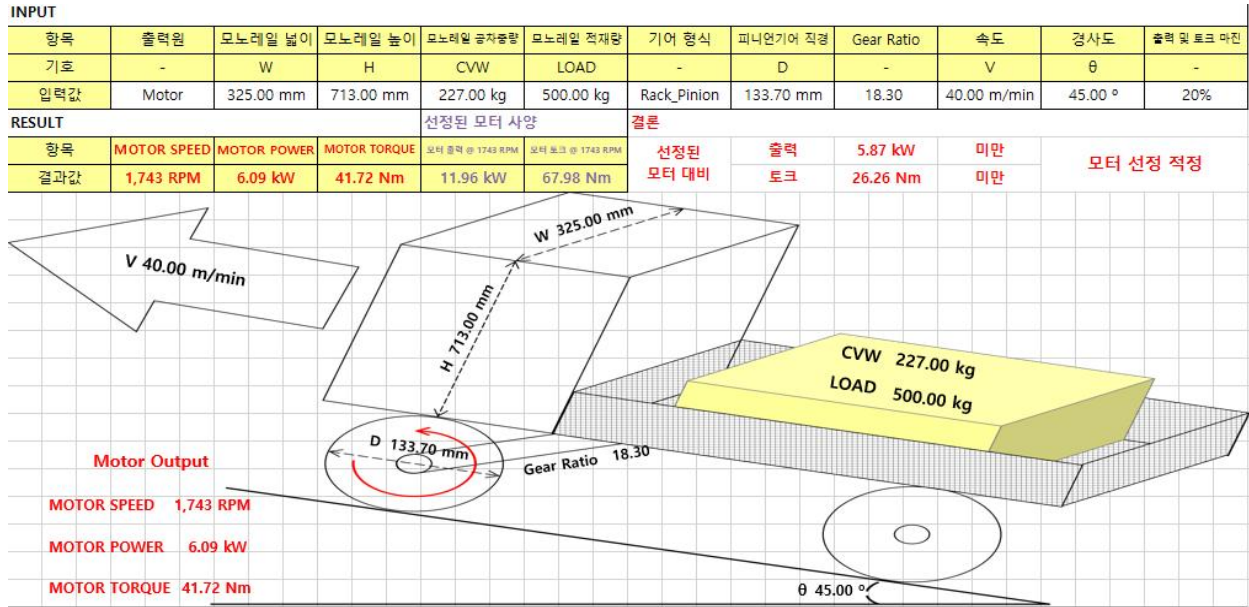 INPUT
항목 출력원 모노레일 넓이 모노레일 높이 모노레일 공차중량 모노레일 적재량 기어 형식 피니언기어 직경 Gear Ratio 속도 경사도 출력 및 토크 마진
기호 - W H CVW LOAD - D - V θ -
입력값 Motor 325.00 mm 713.00 mm 227.00 kg 500.00 kg Rack_Pinion 133.70 mm 18.30 40.00 m/min 45.00 º 20%
RESULT 선정된 모터 사양 결론
항목 MOTOR SPEED MOTOR POWER MOTOR TORQUE 모터 출력 @ 1743 RPM 모터 토크 @ 1743 RPM 선정된 출력 5.87 kW 미만
모터 대비 모터 선정 적정
결과값 1,743 RPM 6.09 kW 41.72 Nm 11.96 kW 67.98 Nm 토크 26.26 Nm 미만
W 325.00 mm
V 40.00 m/min
H 713.00 mm
CVW 227.00 kg
LOAD 500.00 kg
D 133.70 mm
Gear Ratio 18.30
Motor Output
MOTOR SPEED 1,743 RPM
MOTOR POWER 6.09 kW
MOTOR TORQUE 41.72 Nm
θ 45.00 º